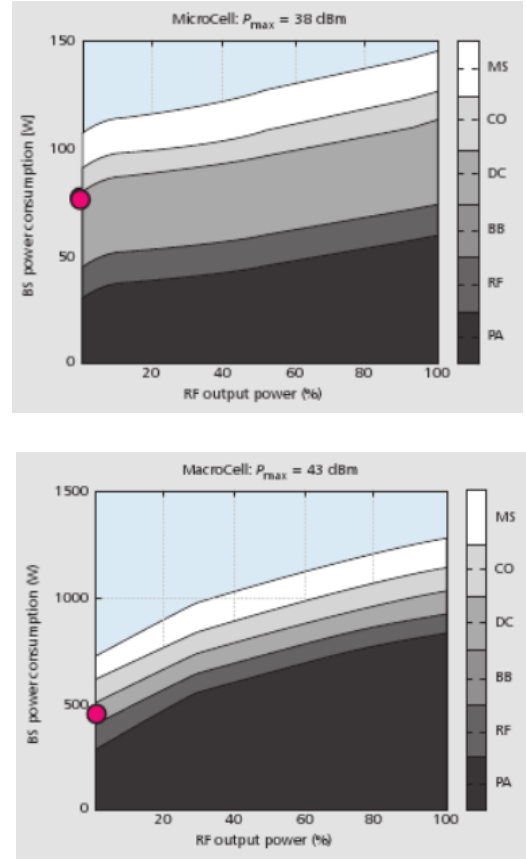 MicroCell: Pmax = 38 dBm
150
100
50
0
20
40
60
80
100
BS power consumption [W]
RF output power (%)
MS
CO
DC
BB
RF
PA
MacroCell: Pmax = 43 dBm
1500
1000
500
0
20
40
60
80
100
BS power consumption (W)
RF output power (%)
MS
CO
DC
BB
RF
PA